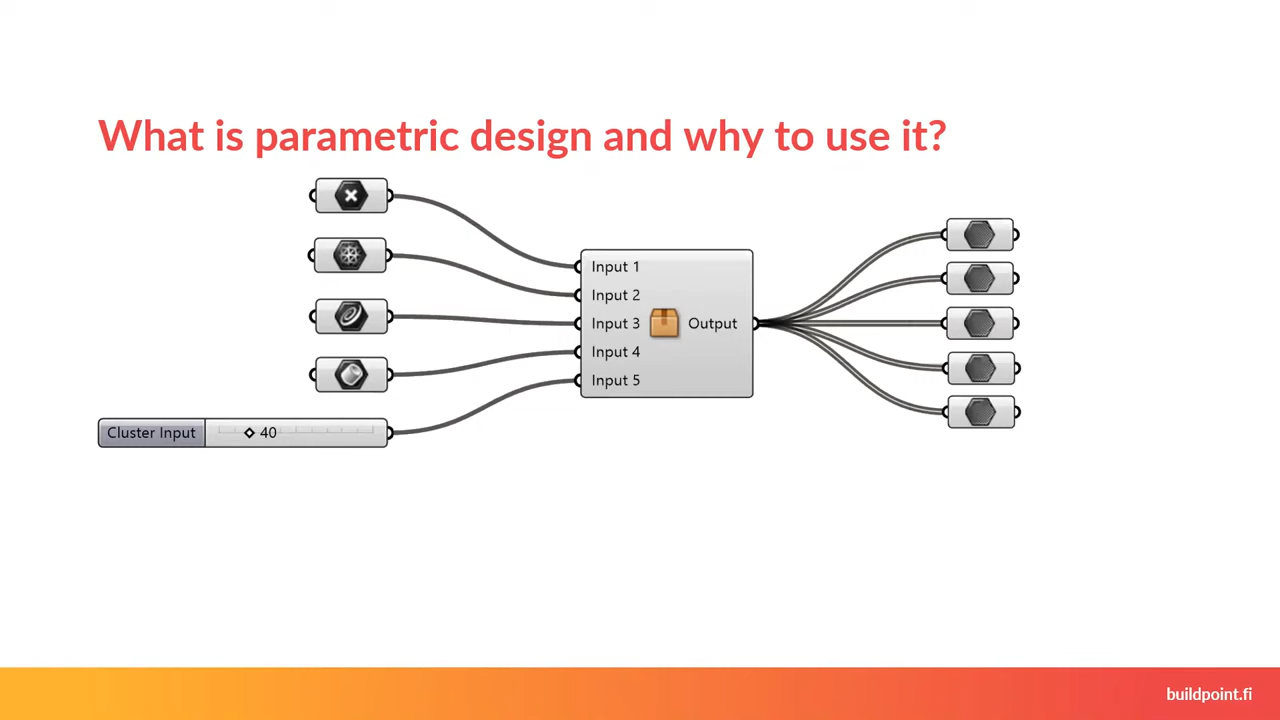 What is parametric design and why to use it?
Input 1
Input 2
Input 3
Output
Input 4
Input 5
Cluster Input
40
buildpoint.fi